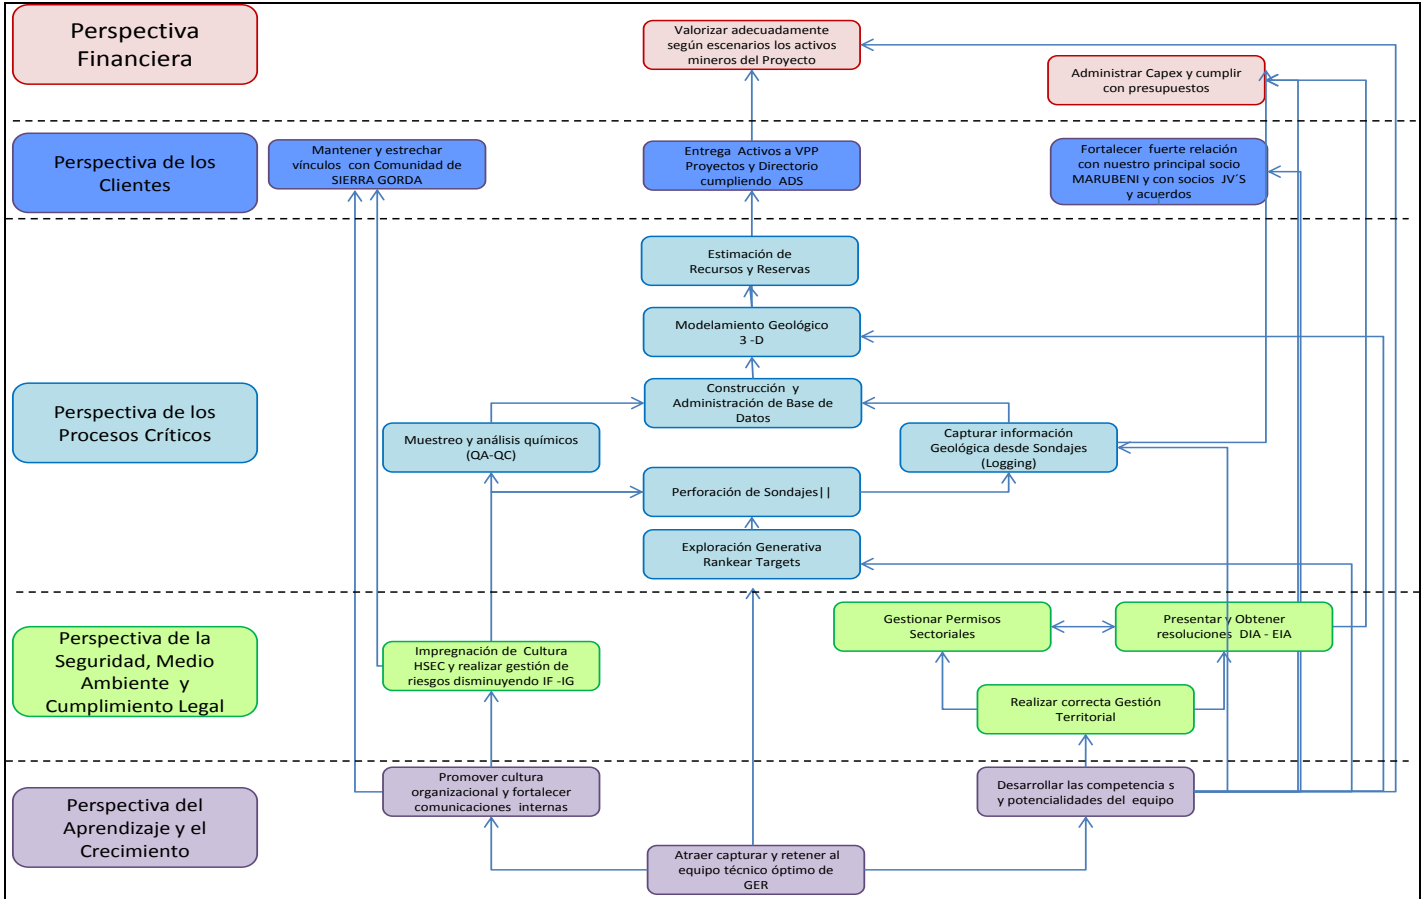 Perspectiva
Financiera
Valorizar adecuadamente
según escenarios los activos
mineros del Proyecto
Administrar Capex y cumplir
con presupuestos
Perspectiva de los
Clientes
Mantener y estrechar
vínculos con Comunidad de
SIERRA GORDA
Entrega Activos a VPP
Proyectos y Directorio
cumpliendo ADS
Fortalecer fuerte relación
con nuestro principal socio
MARUBENI y con socios JV´S
y acuerdos
Perspectiva de los
Procesos Críticos
Estimación de
Recursos y Reservas
Modelamiento Geológico
3 -D
Construcción y
Administración de Base de
Datos
Muestreo y análisis químicos
(QA-QC)
Capturar información
Geológica desde Sondajes
(Logging)
Perforación de Sondajes||
Exploración Generativa
Rankear Targets
Perspectiva de la
Seguridad, Medio
Ambiente y
Cumplimiento Legal
Impregnación de Cultura
HSEC y realizar gestión de
riesgos disminuyendo IF -IG
Gestionar Permisos
Sectoriales
Presentar y Obtener
resoluciones DIA - EIA
Realizar correcta Gestión
Territorial
Perspectiva del
Aprendizaje y el
Crecimiento
Promover cultura
organizacional y fortalecer
comunicaciones internas
Desarrollar las competencia s
y potencialidades del equipo
Atraer capturar y retener al
equipo técnico óptimo de
GER